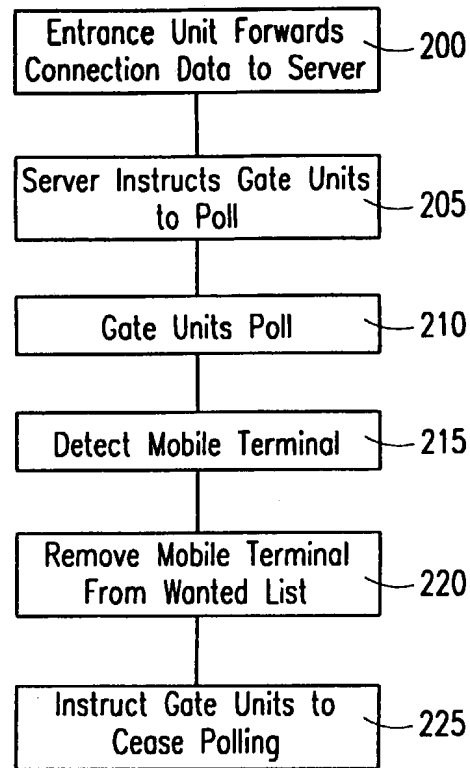 Entrance Unit Forwards
Connection Data to Server
200
Server Instructs Gate Units
to Poll
205
Gate Units Poll
210
Detect Mobile Terminal
215
Remove Mobile Terminal
From Wanted List
220
Instruct Gate Units to
Cease Polling
225